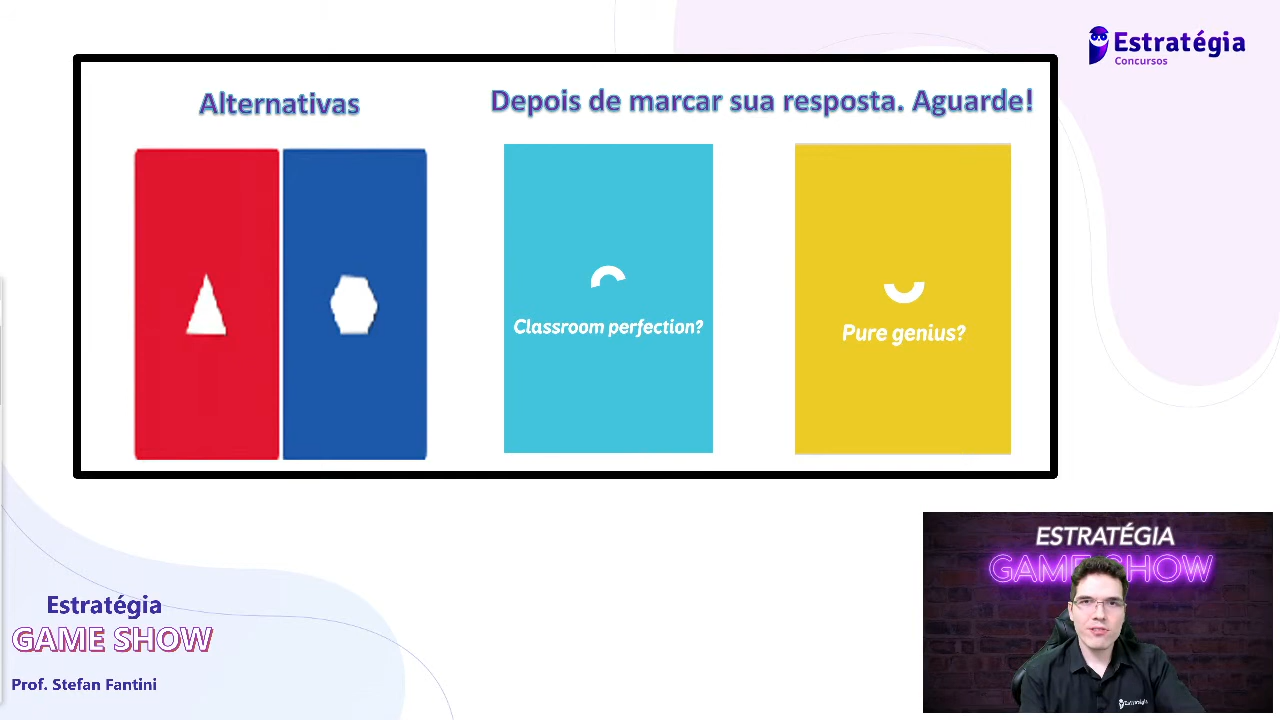 Estratégia
Concursos
Alternativas
Depois de marcar sua resposta. Aguarde!
Classroom perfection?
Pure genius?
ESTRATÉGIA
GAME SHOW
Estratégia
Estratégia
GAME SHOW
Prof. Stefan Fantini